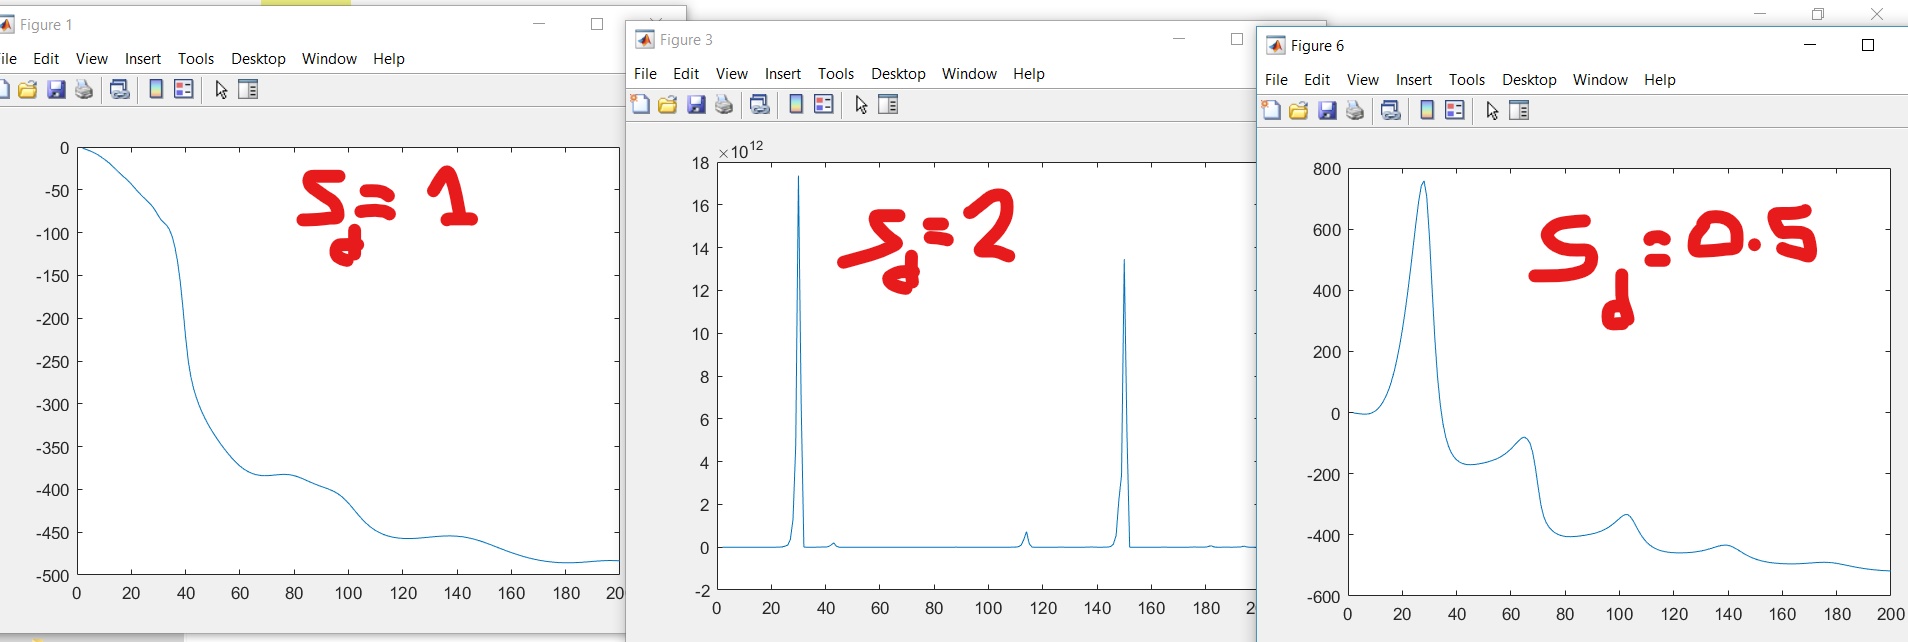 Figure 1
ile Edit View Insert Tools Desktop Window Help
0
-50
-100
-150
-200
-250
-300
-350
-400
-450
-500
0 20 40 60 80 100 120 140 160 180 20
S_d = 1
Figure 3
File Edit View Insert Tools Desktop Window Help
×10^12
18
16
14
12
10
8
6
4
2
0
-2
0 20 40 60 80 100 120 140 160 180 2
S_d = 2
Figure 6
File Edit View Insert Tools Desktop Window Help
800
600
400
200
0
-200
-400
-600
0 20 40 60 80 100 120 140 160 180 200
S_d = 0.5